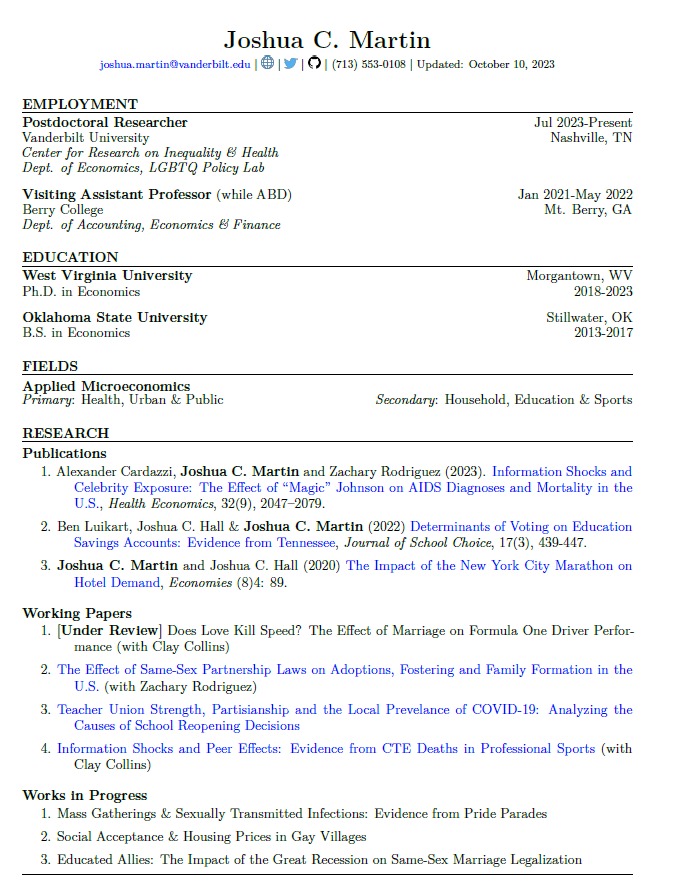 Joshua C. Martin
joshua.martin@vanderbilt.edu | | | | (713) 553-0108 | Updated: October 10, 2023
EMPLOYMENT
Postdoctoral Researcher Jul 2023-Present
Vanderbilt University Nashville, TN
Center for Research on Inequality & Health
Dept. of Economics, LGBTQ Policy Lab
Visiting Assistant Professor (while ABD) Jan 2021-May 2022
Berry College Mt. Berry, GA
Dept. of Accounting, Economics & Finance
EDUCATION
West Virginia University Morgantown, WV
Ph.D. in Economics 2018-2023
Oklahoma State University Stillwater, OK
B.S. in Economics 2013-2017
FIELDS
Applied Microeconomics
Primary: Health, Urban & Public Secondary: Household, Education & Sports
RESEARCH
Publications
1. Alexander Cardazzi, Joshua C. Martin and Zachary Rodriguez (2023). Information Shocks and
Celebrity Exposure: The Effect of “Magic” Johnson on AIDS Diagnoses and Mortality in the
U.S., Health Economics, 32(9), 2047–2079.
2. Ben Luikart, Joshua C. Hall & Joshua C. Martin (2022) Determinants of Voting on Education
Savings Accounts: Evidence from Tennessee, Journal of School Choice, 17(3), 439-447.
3. Joshua C. Martin and Joshua C. Hall (2020) The Impact of the New York City Marathon on
Hotel Demand, Economies (8)4: 89.
Working Papers
1. [Under Review] Does Love Kill Speed? The Effect of Marriage on Formula One Driver Perfor-
mance (with Clay Collins)
2. The Effect of Same-Sex Partnership Laws on Adoptions, Fostering and Family Formation in the
U.S. (with Zachary Rodriguez)
3. Teacher Union Strength, Partisianship and the Local Prevelance of COVID-19: Analyzing the
Causes of School Reopening Decisions
4. Information Shocks and Peer Effects: Evidence from CTE Deaths in Professional Sports (with
Clay Collins)
Works in Progress
1. Mass Gatherings & Sexually Transmitted Infections: Evidence from Pride Parades
2. Social Acceptance & Housing Prices in Gay Villages
3. Educated Allies: The Impact of the Great Recession on Same-Sex Marriage Legalization